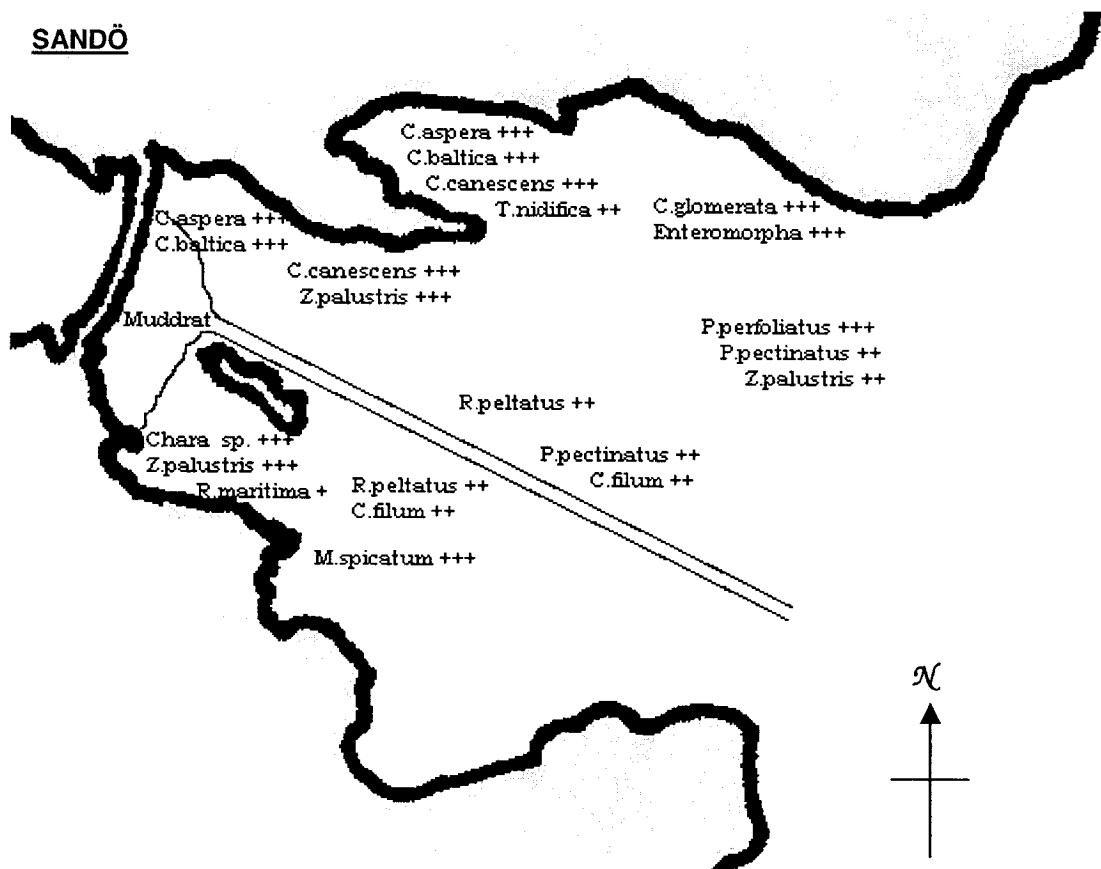 SANDÖ
C.aspera +++
C.baltica +++
C.canescens +++
T.nidifica ++
C.glomerata +++
Enteromorpha +++
C.aspera +++
C.baltica +++
C.canescens +++
Z.palustris +++
Muddrat
P.perfoliatus +++
P.pectinatus ++
Z.palustris ++
R.peltatus ++
P.pectinatus ++
C.filum ++
Chara sp. +++
Z.palustris +++
R.maritima +
R.peltatus ++
C.filum ++
M.spicatum +++
N